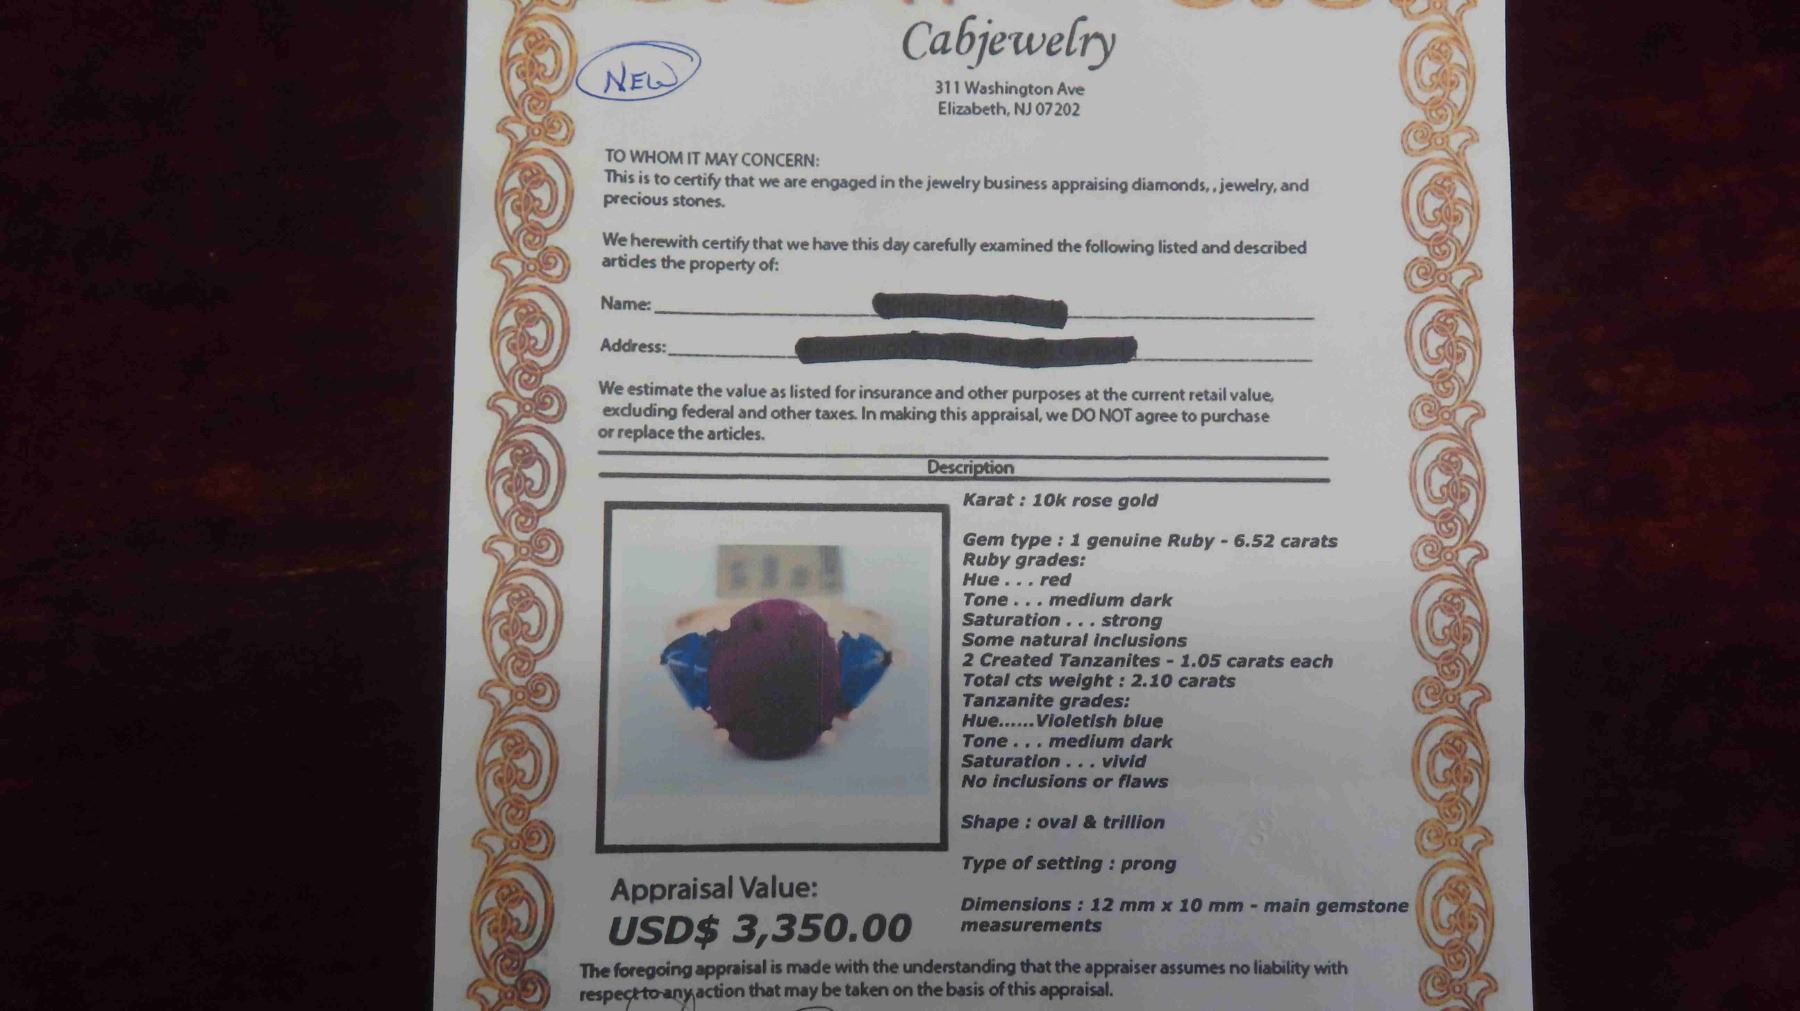 Cabjewelry
NEW
311 Washington Ave
Elizabeth, NJ 07202
TO WHOM IT MAY CONCERN:
This is to certify that we are engaged in the jewelry business appraising diamonds, , jewelry, and
precious stones.
We herewith certify that we have this day carefully examined the following listed and described
articles the property of:
Name:
Address:
We estimate the value as listed for insurance and other purposes at the current retail value,
excluding federal and other taxes. In making this appraisal, we DO NOT agree to purchase
or replace the articles.
Description
Karat : 10k rose gold
Gem type : 1 genuine Ruby - 6.52 carats
Ruby grades:
Hue . . . red
Tone . . . medium dark
Saturation . . . strong
Some natural inclusions
2 Created Tanzanites - 1.05 carats each
Total cts weight : 2.10 carats
Tanzanite grades:
Hue......Violetish blue
Tone . . . medium dark
Saturation . . . vivid
No inclusions or flaws
Shape : oval & trillion
Type of setting : prong
Dimensions : 12 mm x 10 mm - main gemstone
measurements
Appraisal Value:
USD$ 3,350.00
The foregoing appraisal is made with the understanding that the appraiser assumes no liability with
respect to any action that may be taken on the basis of this appraisal.